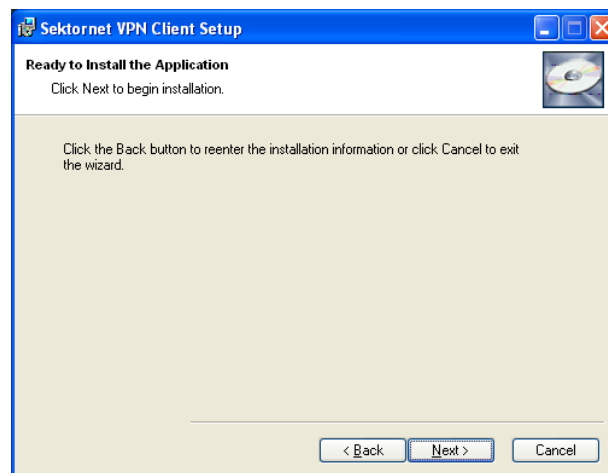 Sektornet VPN Client Setup
Ready to Install the Application
Click Next to begin installation.
Click the Back button to reenter the installation information or click Cancel to exit
the wizard.
< Back Next > Cancel